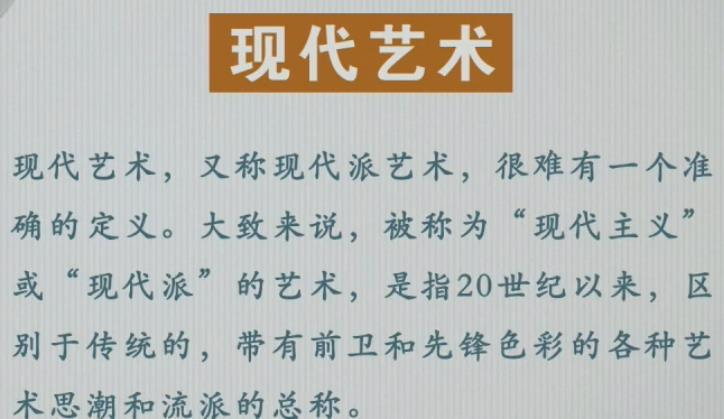 现代艺术
现代艺术，又称现代派艺术，很难有一个准
确的定义。大致来说，被称为“现代主义”
或“现代派”的艺术，是指20世纪以来，区
别于传统的，带有前卫和先锋色彩的各种艺
术思潮和流派的总称。